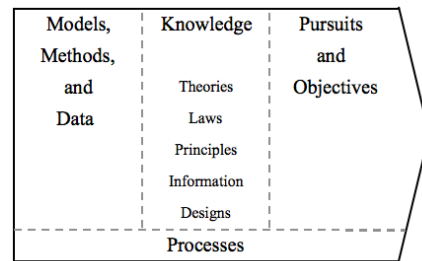 Models,
Methods,
and
Data
Knowledge
Theories
Laws
Principles
Information
Designs
Pursuits
and
Objectives
Processes